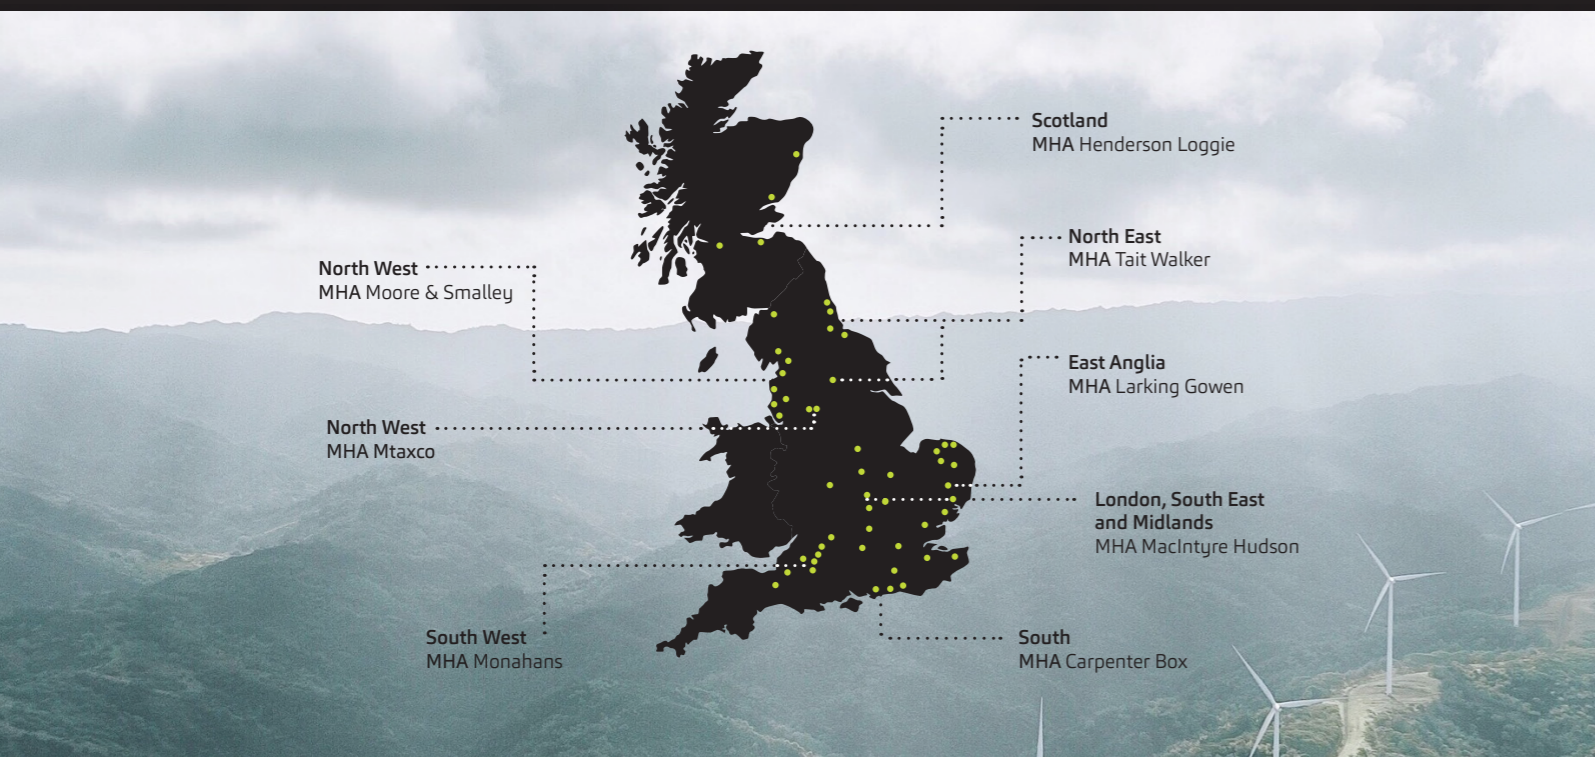 Scotland
MHA Henderson Loggie
North East
MHA Tait Walker
North West
MHA Moore & Smalley
East Anglia
MHA Larking Gowen
North West
MHA Mtaxco
London, South East
and Midlands
MHA MacIntyre Hudson
South West
MHA Monahans
South
MHA Carpenter Box